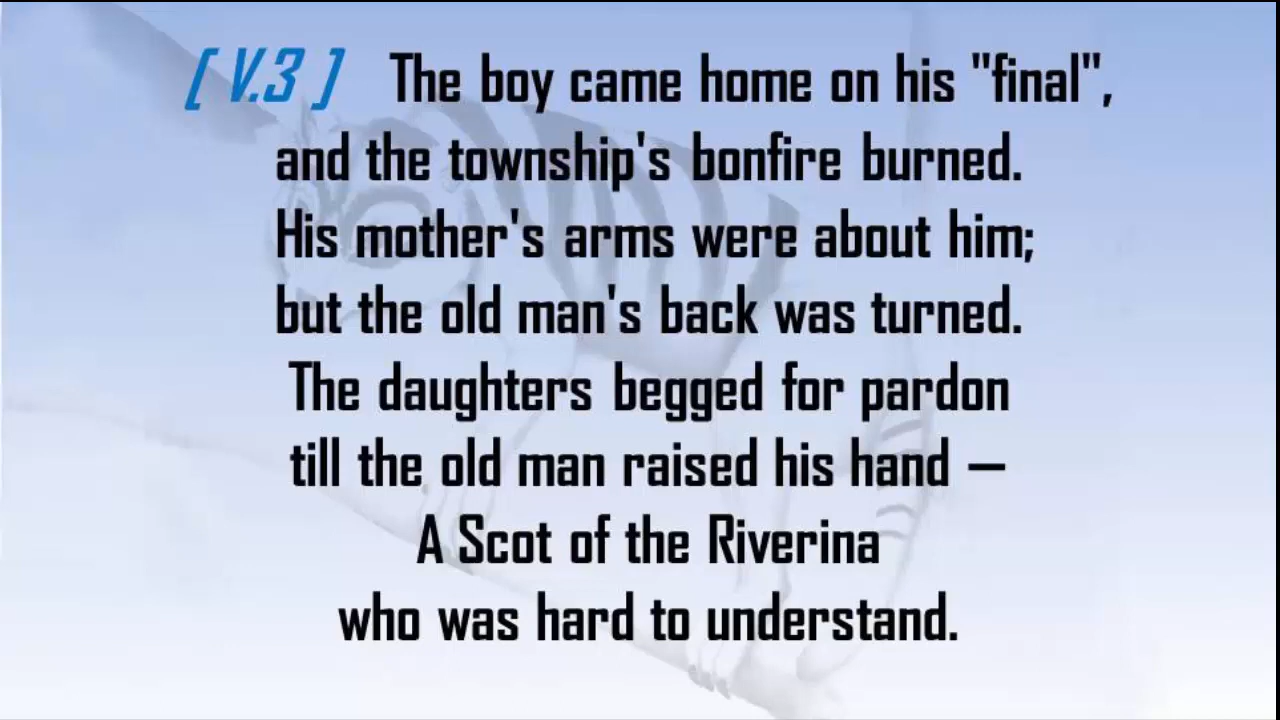 [ V.3 ] The boy came home on his "final",
and the township's bonfire burned.
His mother's arms were about him;
but the old man's back was turned.
The daughters begged for pardon
till the old man raised his hand —
A Scot of the Riverina
who was hard to understand.